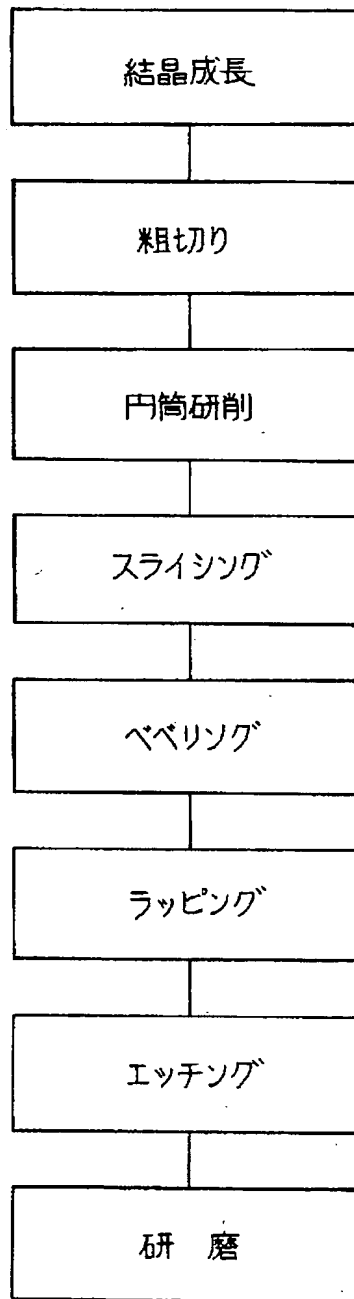 結晶成長
粗切り
円筒研削
スライシング
ベベリング
ラッピング
エッチング
研磨